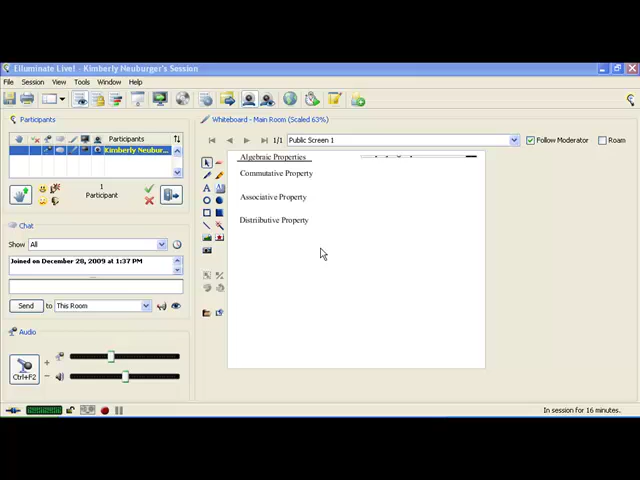 Elluminate Live! - Kimberly Neuburger's Session
File Session View Tools Window Help
Participants
Participants
Kimberly Neubur...
1
Participant
Chat
Show All
Joined on December 28, 2009 at 1:37 PM
Send to This Room
Audio
Ctrl+F2
Whiteboard - Main Room (Scaled 63%)
1/1 Public Screen 1 Follow Moderator Roam
A A
Algebraic Properties
Commutative Property
Associative Property
Distriibutive Property
In session for 16 minutes.